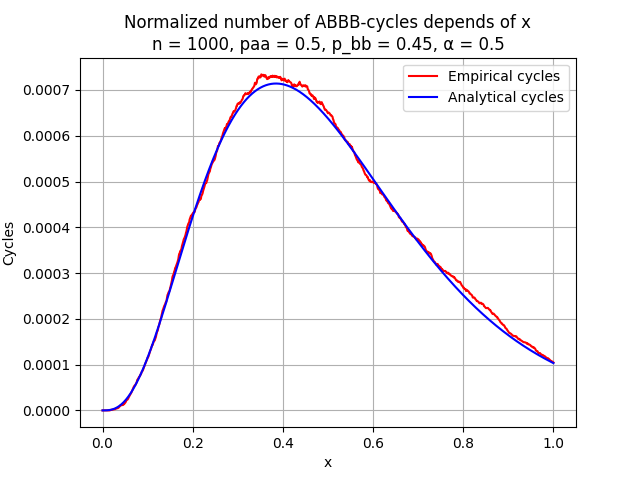 Normalized number of ABBB-cycles depends of x
n = 1000, paa = 0.5, p_bb = 0.45, α = 0.5
Empirical cycles
Analytical cycles
Cycles
0.0007
0.0006
0.0005
0.0004
0.0003
0.0002
0.0001
0.0000
0.0 0.2 0.4 0.6 0.8 1.0
x